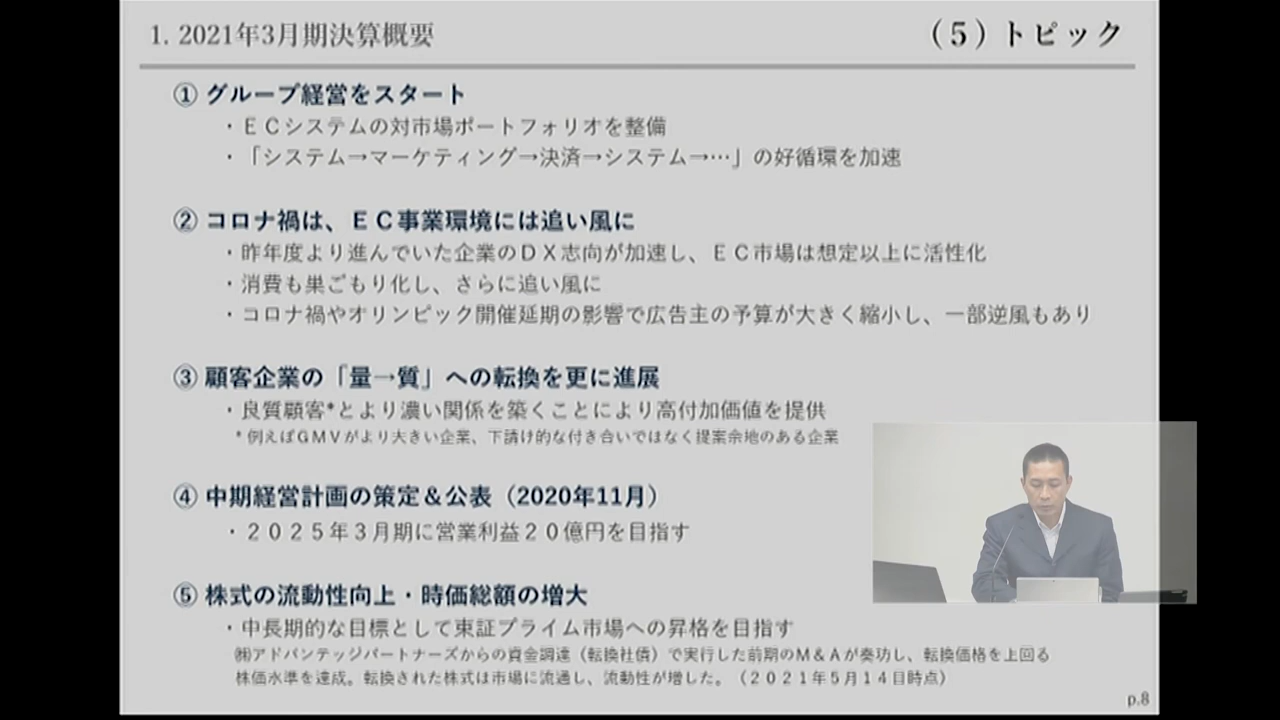 1. 2021年3月期決算概要
（５）トピック
① グループ経営をスタート
・ＥＣシステムの対市場ポートフォリオを整備
・「システム→マーケティング→決済→システム→…」の好循環を加速
② コロナ禍は、ＥＣ事業環境には追い風に
・昨年度より進んでいた企業のＤＸ志向が加速し、ＥＣ市場は想定以上に活性化
・消費も巣ごもり化し、さらに追い風に
・コロナ禍やオリンピック開催延期の影響で広告主の予算が大きく縮小し、一部逆風もあり
③ 顧客企業の「量→質」への転換を更に進展
・良質顧客*とより濃い関係を築くことにより高付加価値を提供
* 例えばＧＭＶがより大きい企業、下請け的な付き合いではなく提案余地のある企業
④ 中期経営計画の策定＆公表（2020年11月）
・２０２５年３月期に営業利益２０億円を目指す
⑤ 株式の流動性向上・時価総額の増大
・中長期的な目標として東証プライム市場への昇格を目指す
㈱アドバンテッジパートナーズからの資金調達（転換社債）で実行した前期のＭ＆Ａが奏功し、転換価格を上回る
株価水準を達成。転換された株式は市場に流通し、流動性が増した。（２０２１年５月１４日時点）
p.8